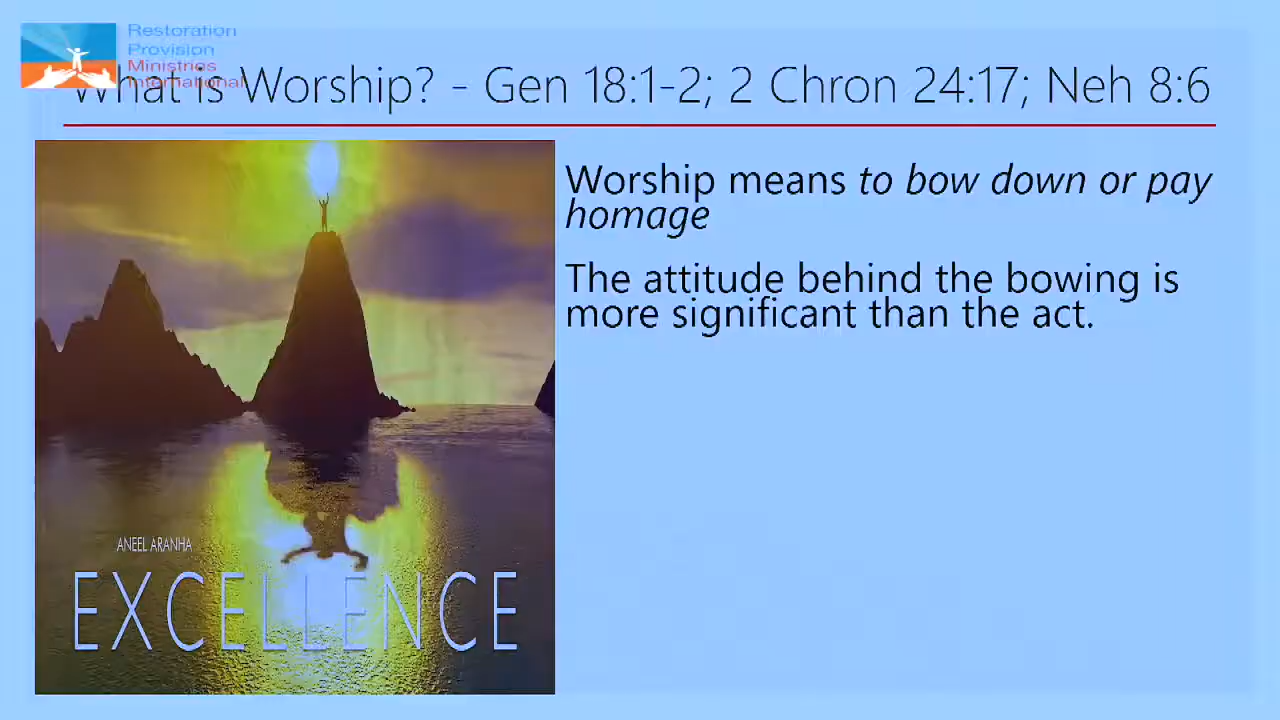 Restoration
Provision
Ministries
International
What is Worship? - Gen 18:1-2; 2 Chron 24:17; Neh 8:6
Worship means to bow down or pay
homage
The attitude behind the bowing is
more significant than the act.
ANEEL ARANHA
EXCELLENCE